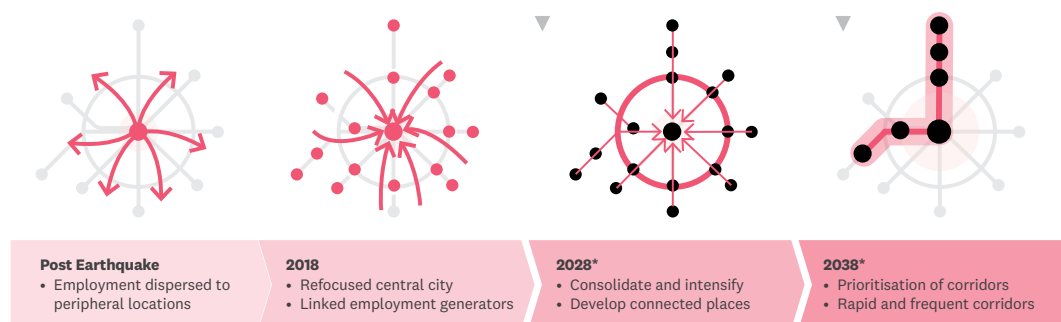 Post Earthquake
• Employment dispersed to
peripheral locations
2018
• Refocused central city
• Linked employment generators
2028*
• Consolidate and intensify
• Develop connected places
2038*
• Prioritisation of corridors
• Rapid and frequent corridors